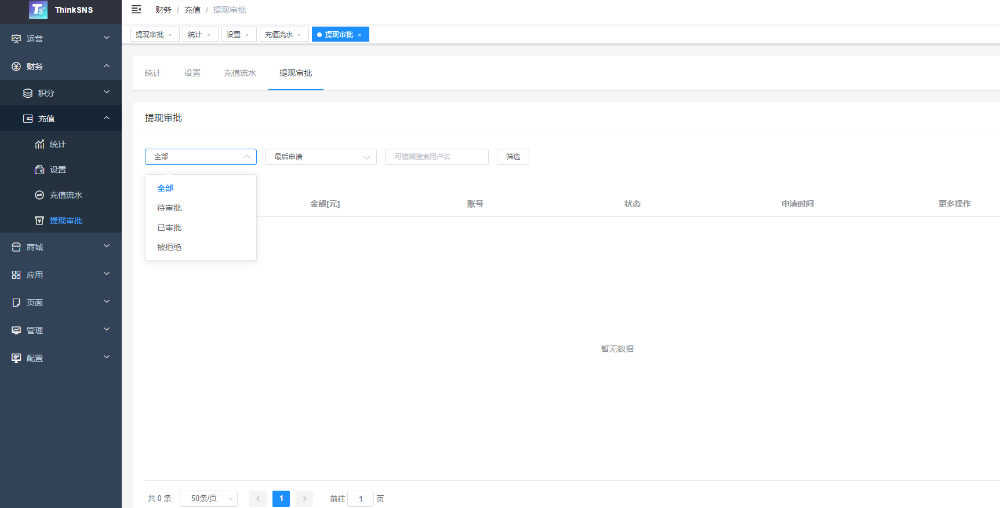 ThinkSNS
运营
财务
积分
充值
统计
设置
充值流水
提现审批
商城
应用
页面
管理
配置
财务 / 充值 / 提现审批
提现审批 × 统计 × 设置 × 充值流水 × 提现审批 ×
统计 设置 充值流水 提现审批
提现审批
全部 最后申请 可模糊搜索用户名 筛选
全部
待审批
已审批
被拒绝
金额[元] 账号 状态 申请时间 更多操作
暂无数据
共 0 条 50条/页 1 前往 1 页